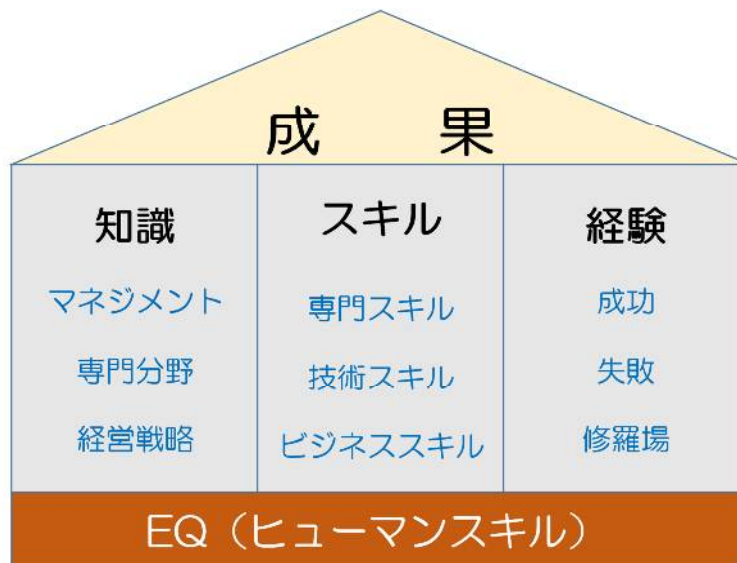 成 果
知識
マネジメント
専門分野
経営戦略
スキル
専門スキル
技術スキル
ビジネススキル
経験
成功
失敗
修羅場
EQ（ヒューマンスキル）